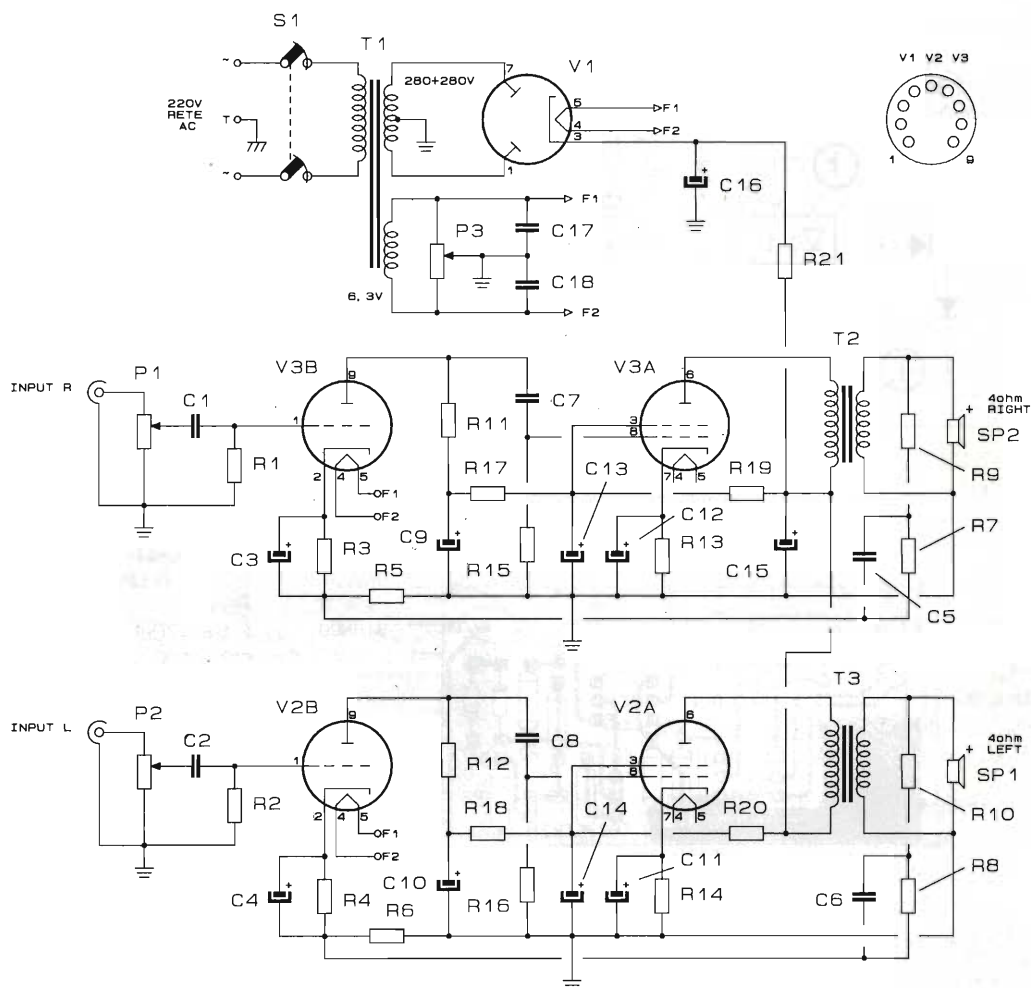 S1
T1
V1
V1 V2 V3
280+280V
7
5
F1
4
F2
3
1
220V
RETE
AC
~
T
~
1
9
C16
F1
P3
C17
C18
6,3V
F2
R21
T2
INPUT R
P1
C1
V3B
9
1
R1
2
4
5
F1
F2
R11
C7
V3A
6
3
8
7
4
5
R17
C13
R19
+
4ohm
RIGHT
SP2
R9
C3
+
R3
C9
+
R15
+
+
C12
R13
+
C15
R7
R5
C5
T3
INPUT L
P2
C2
V2B
9
1
R2
2
4
5
F1
F2
R12
C8
V2A
6
3
8
7
4
5
R18
C14
R20
+
4ohm
LEFT
SP1
R10
C4
+
R4
C10
+
R16
+
+
C11
R14
C6
R8
R6